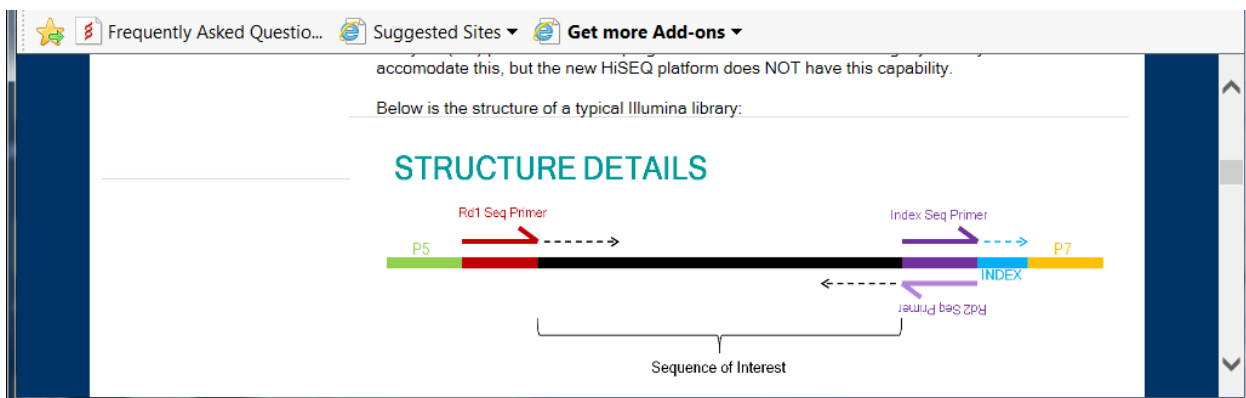 Frequently Asked Questio... Suggested Sites ▾ Get more Add-ons ▾
accomodate this, but the new HiSEQ platform does NOT have this capability.
Below is the structure of a typical Illumina library:
STRUCTURE DETAILS
Rd1 Seq Primer Index Seq Primer
P5 P7
INDEX
Rd2 Seq Primer
Sequence of Interest